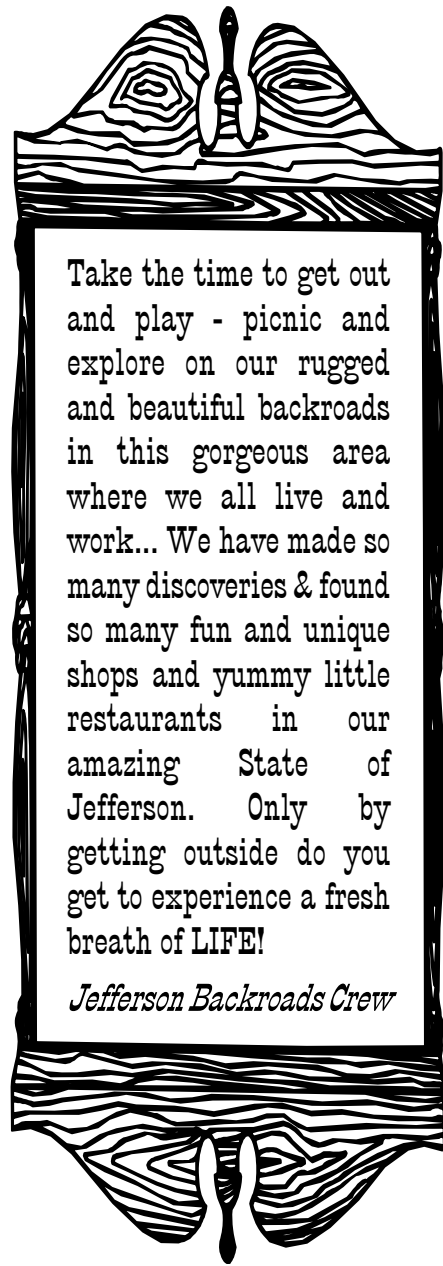 Take the time to get out
and play - picnic and
explore on our rugged
and beautiful backroads
in this gorgeous area
where we all live and
work... We have made so
many discoveries & found
so many fun and unique
shops and yummy little
restaurants in our
amazing State of
Jefferson. Only by
getting outside do you
get to experience a fresh
breath of LIFE!
Jefferson Backroads Crew